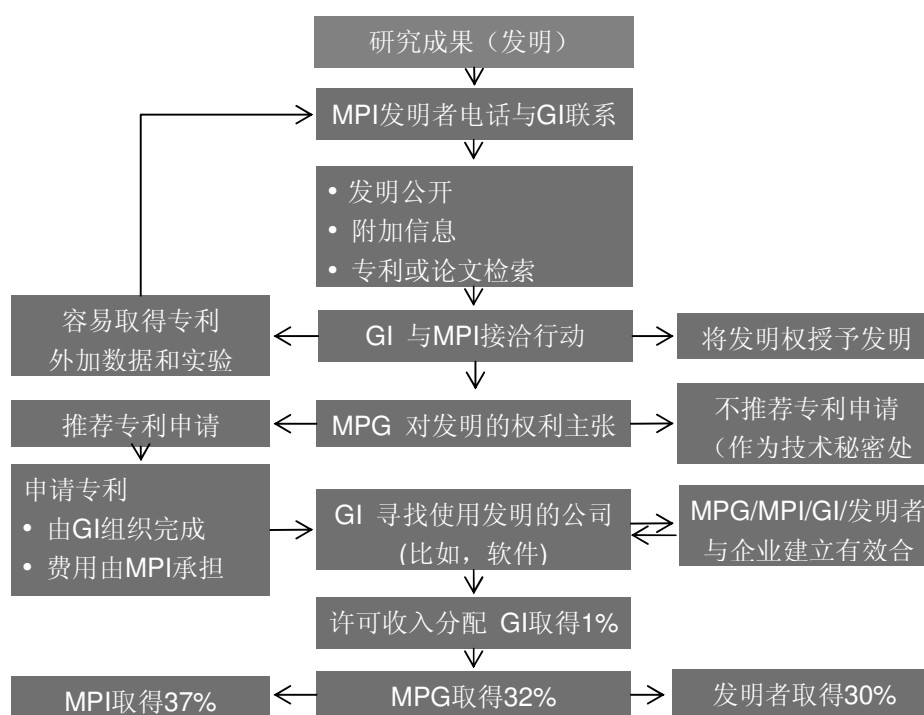 研究成果（发明）
MPI发明者电话与GI联系
• 发明公开
• 附加信息
• 专利或论文检索
容易取得专利
外加数据和实验
GI 与MPI接洽行动
将发明权授予发明
推荐专利申请
MPG 对发明的权利主张
不推荐专利申请
（作为技术秘密处
申请专利
• 由GI组织完成
• 费用由MPI承担
GI 寻找使用发明的公司
(比如，软件)
MPG/MPI/GI/发明者
与企业建立有效合
许可收入分配 GI取得1%
MPI取得37%
MPG取得32%
发明者取得30%